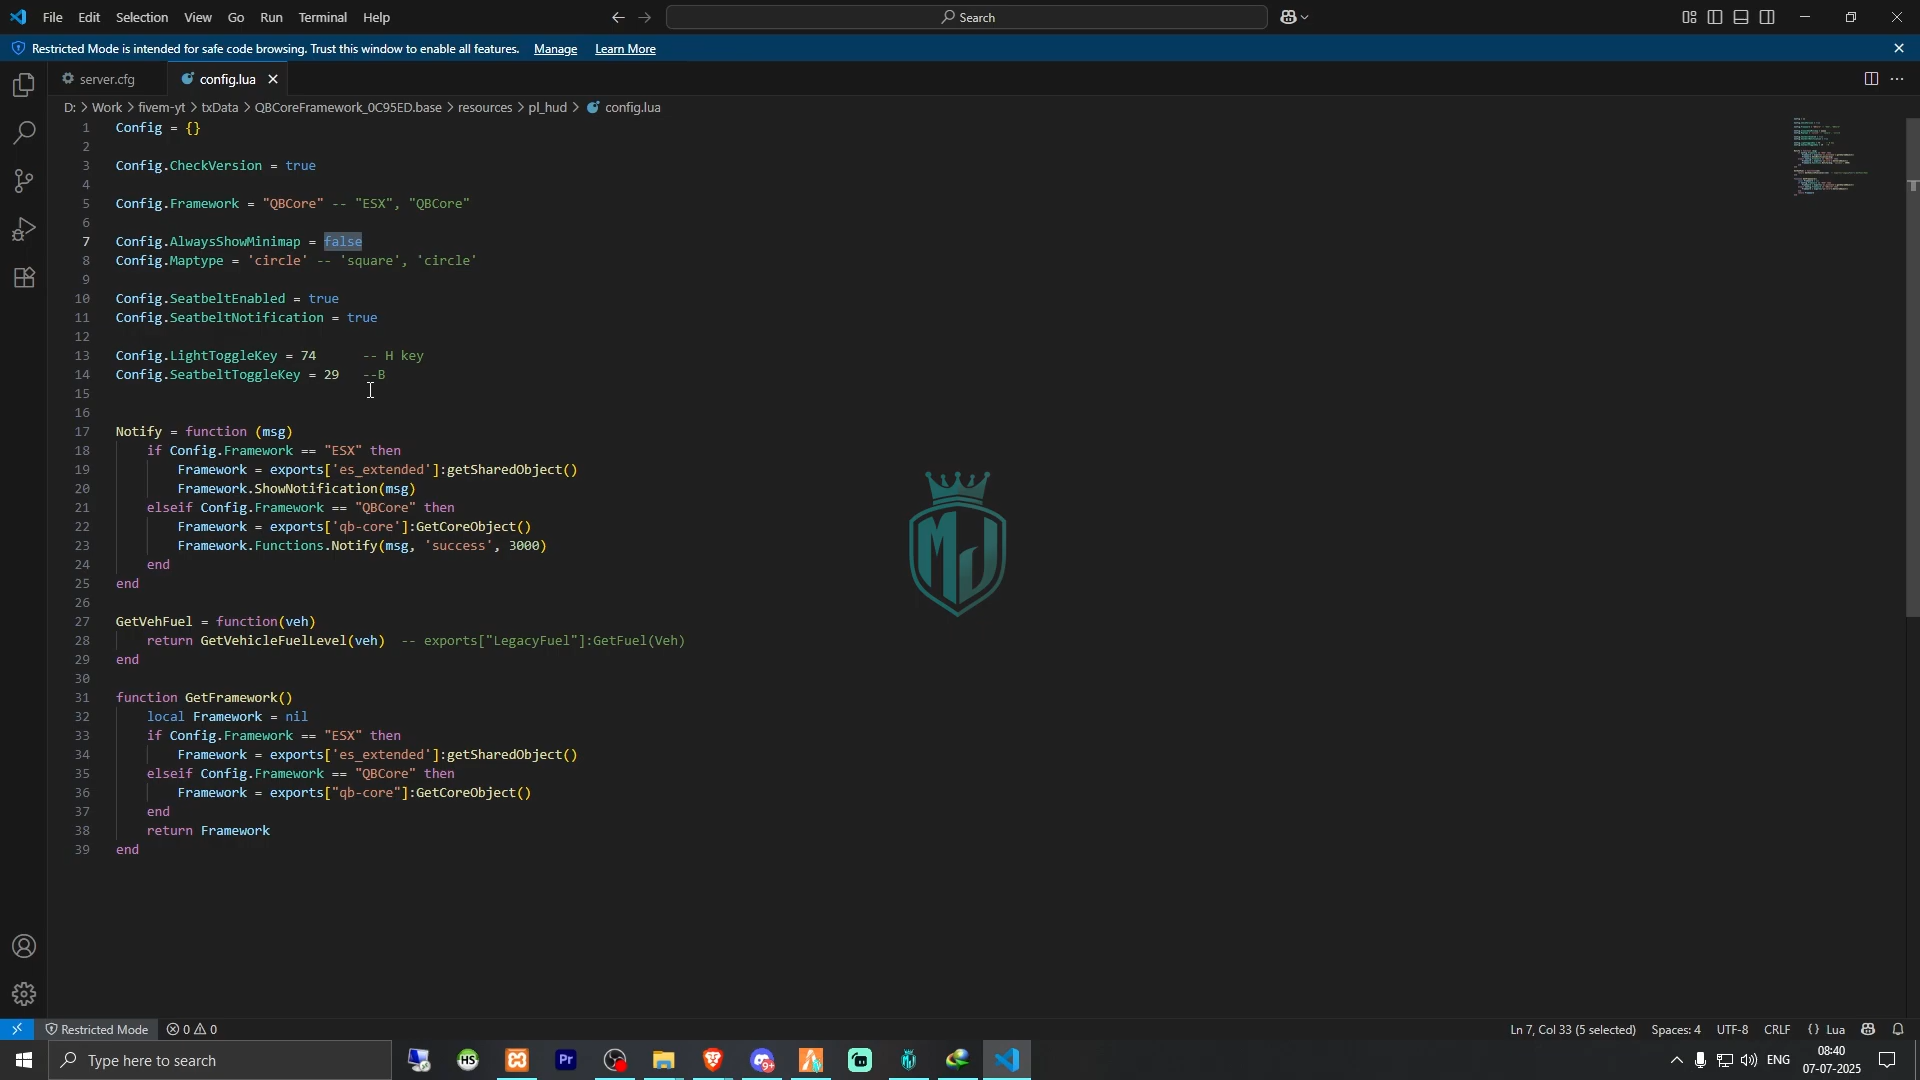 File Edit Selection View Go Run Terminal Help
Search
Restricted Mode is intended for safe code browsing. Trust this window to enable all features. Manage Learn More
server.cfg config.lua
D: > Work > fivem-yt > txData > QBCoreFramework_0C95ED.base > resources > pl_hud > config.lua
1 Config = {}
2
3 Config.CheckVersion = true
4
5 Config.Framework = "QBCore" -- "ESX", "QBCore"
6
7 Config.AlwaysShowMinimap = false
8 Config.Maptype = 'circle' -- 'square', 'circle'
9
10 Config.SeatbeltEnabled = true
11 Config.SeatbeltNotification = true
12
13 Config.LightToggleKey = 74 -- H key
14 Config.SeatbeltToggleKey = 29 --B
15
16
17 Notify = function (msg)
18 if Config.Framework == "ESX" then
19 Framework = exports['es_extended']:getSharedObject()
20 Framework.ShowNotification(msg)
21 elseif Config.Framework == "QBCore" then
22 Framework = exports['qb-core']:GetCoreObject()
23 Framework.Functions.Notify(msg, 'success', 3000)
24 end
25 end
26
27 GetVehFuel = function(veh)
28 return GetVehicleFuelLevel(veh) -- exports["LegacyFuel"]:GetFuel(Veh)
29 end
30
31 function GetFramework()
32 local Framework = nil
33 if Config.Framework == "ESX" then
34 Framework = exports['es_extended']:getSharedObject()
35 elseif Config.Framework == "QBCore" then
36 Framework = exports["qb-core"]:GetCoreObject()
37 end
38 return Framework
39 end
MJ
Restricted Mode 0 0 Ln 7, Col 33 (5 selected) Spaces: 4 UTF-8 CRLF {} Lua
Type here to search HS Pr 9+ ENG 08:40
07-07-2025